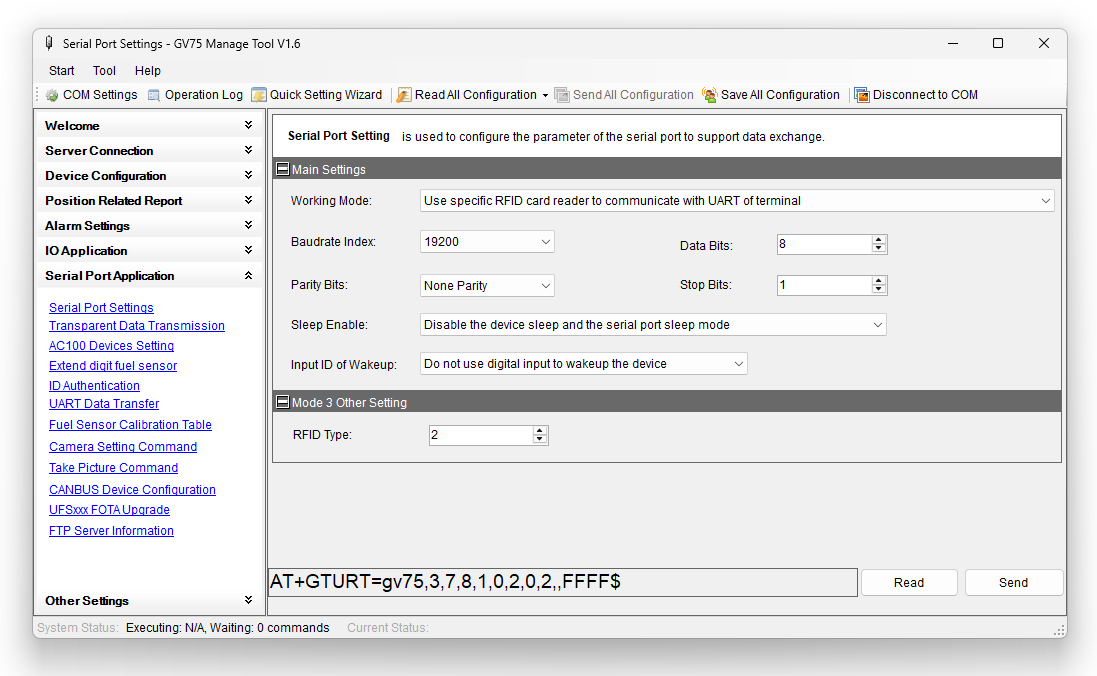 Serial Port Settings - GV75 Manage Tool V1.6
Start Tool Help
COM Settings Operation Log Quick Setting Wizard Read All Configuration Send All Configuration Save All Configuration Disconnect to COM
Welcome
Server Connection
Device Configuration
Position Related Report
Alarm Settings
IO Application
Serial Port Application
Serial Port Settings
Transparent Data Transmission
AC100 Devices Setting
Extend digit fuel sensor
ID Authentication
UART Data Transfer
Fuel Sensor Calibration Table
Camera Setting Command
Take Picture Command
CANBUS Device Configuration
UFSxxx FOTA Upgrade
FTP Server Information
Other Settings
Serial Port Setting is used to configure the parameter of the serial port to support data exchange.
Main Settings
Working Mode: Use specific RFID card reader to communicate with UART of terminal
Baudrate Index: 19200 Data Bits: 8
Parity Bits: None Parity Stop Bits: 1
Sleep Enable: Disable the device sleep and the serial port sleep mode
Input ID of Wakeup: Do not use digital input to wakeup the device
Mode 3 Other Setting
RFID Type: 2
AT+GTURT=gv75,3,7,8,1,0,2,0,2,,FFFF$ Read Send
System Status: Executing: N/A, Waiting: 0 commands Current Status: